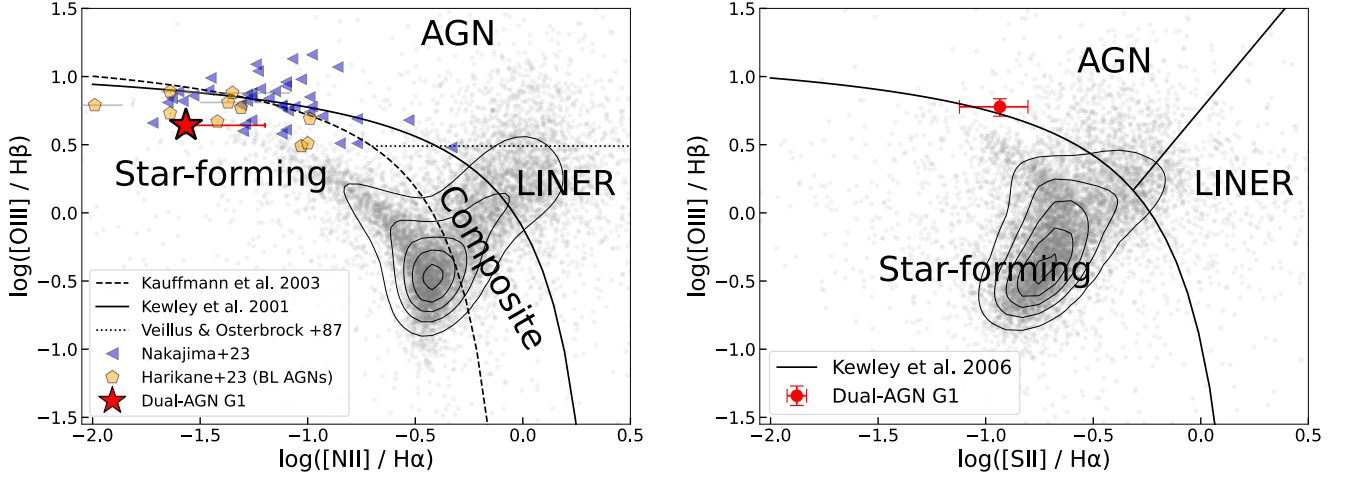 1.5
1.0
0.5
0.0
−0.5
−1.0
−1.5
log([OIII] / Hβ)
AGN
Star-forming
LINER
Composite
Kauffmann et al. 2003
Kewley et al. 2001
Veillus & Osterbrock +87
Nakajima+23
Harikane+23 (BL AGNs)
Dual-AGN G1
−2.0 −1.5 −1.0 −0.5 0.0 0.5
log([NII] / Hα)
1.5
1.0
0.5
0.0
−0.5
−1.0
−1.5
log([OIII] / Hβ)
AGN
LINER
Star-forming
Kewley et al. 2006
Dual-AGN G1
−2.0 −1.5 −1.0 −0.5 0.0 0.5
log([SII] / Hα)